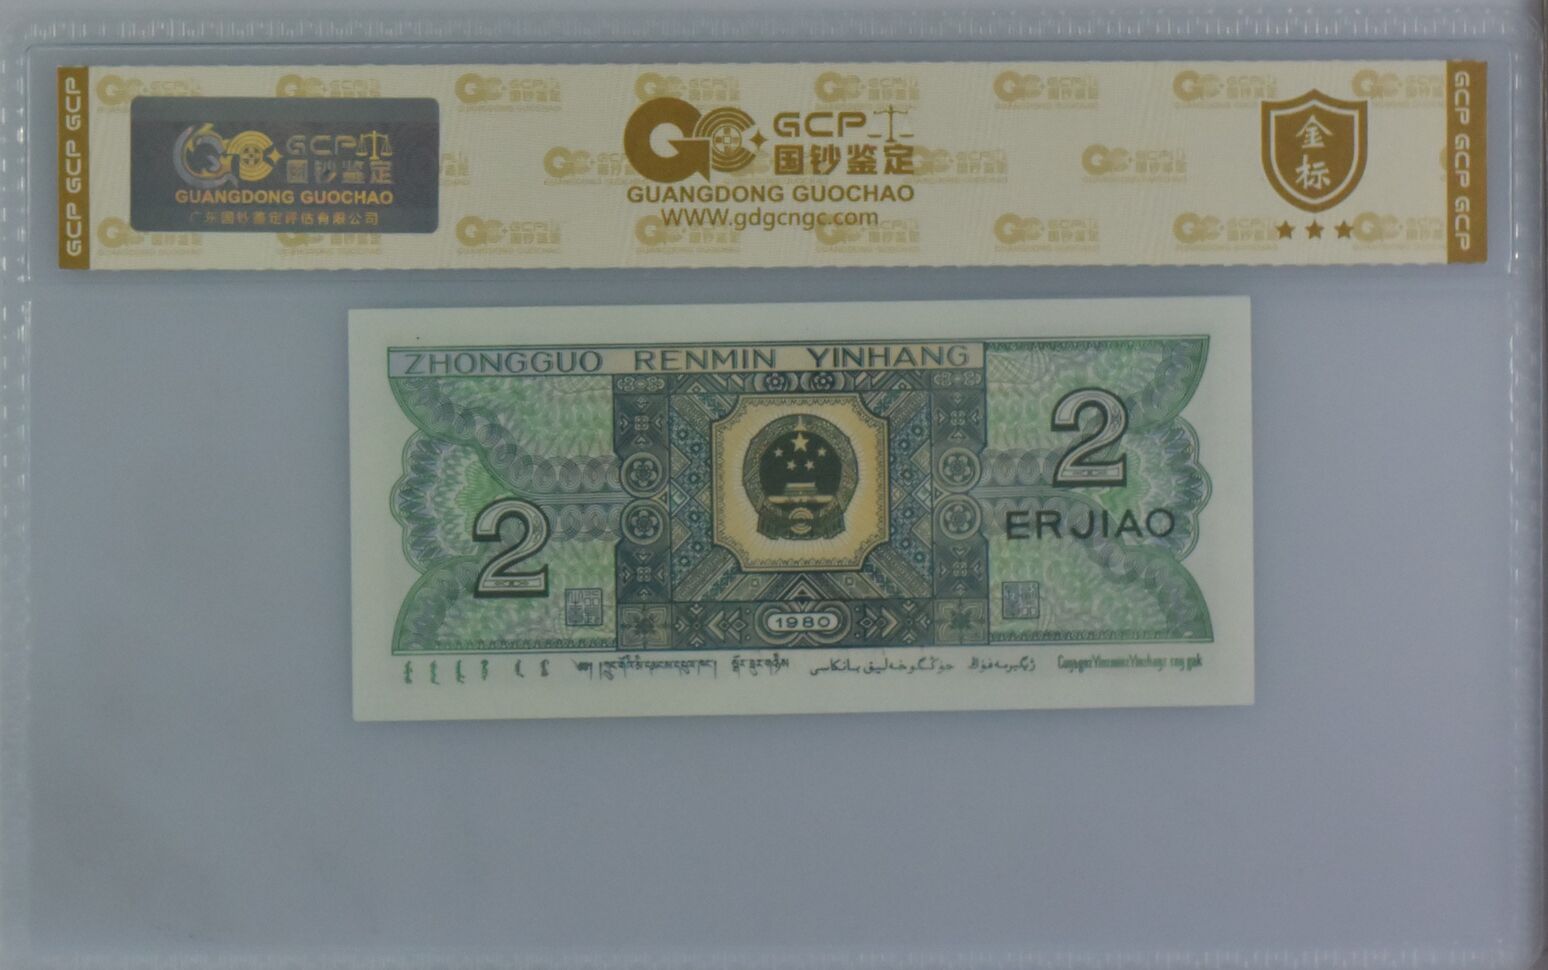 GCP GCP GCP
GCP
国钞鉴定
GUANGDONG GUOCHAO
广东国钞鉴定评估有限公司
GCP
国钞鉴定
GUANGDONG GUOCHAO
WWW.gdgcngc.com
金标
GCP GCP GCP
ZHONGGUO RENMIN YINHANG
2
2
ERJIAO
1980